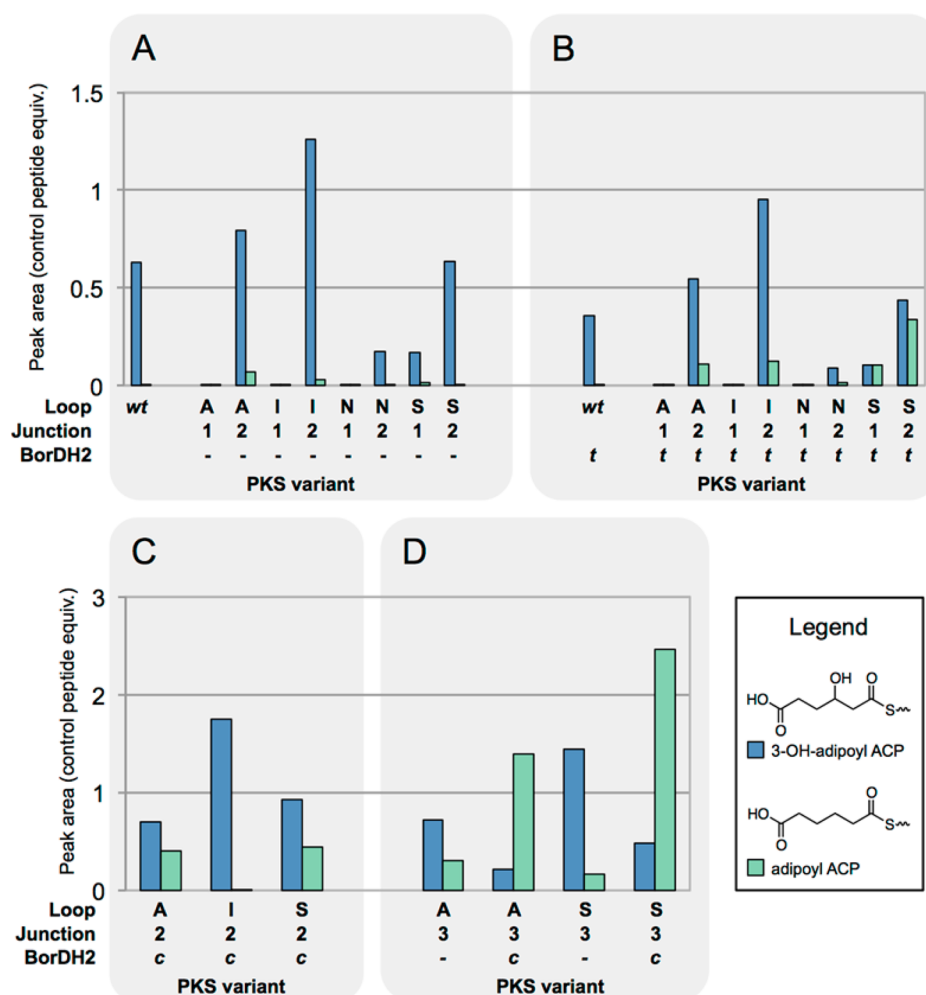 A
B
Peak area (control peptide equiv.)
1.5
1
0.5
0
Loop wt A A I I N N S S wt A A I I N N S S
Junction 1 2 1 2 1 2 1 2 1 2 1 2 1 2 1 2
BorDH2 - - - - - - - - t t t t t t t t t
PKS variant PKS variant
C
D
Peak area (control peptide equiv.)
3
2
1
0
Loop A I S A A S S
Junction 2 2 2 3 3 3 3
BorDH2 c c c - c - c
PKS variant PKS variant
Legend
OH O
HO S
O
3-OH-adipoyl ACP
O
HO S
O
adipoyl ACP